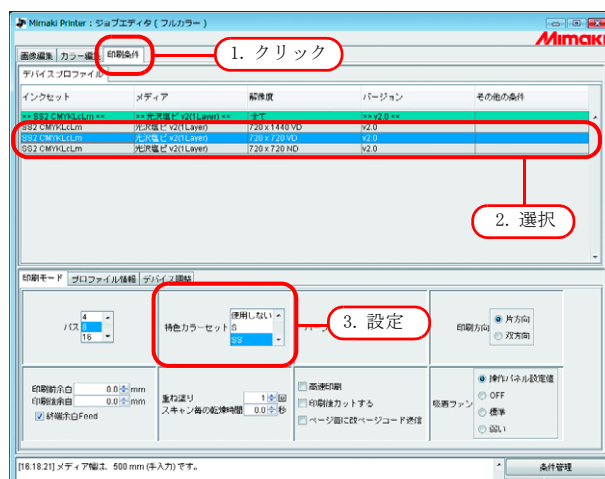 Mimaki Printer : ジョブエディタ ( フルカラー )
Mimaki
画像編集 カラー編集 印刷条件
1. クリック
デバイスプロファイル
インクセット メディア 解像度 バージョン その他の条件
>> SS2 CMYKLcLm << >> 光沢塩ビ v2(1Layer) << 全て >> v2.0 <<
SS2 CMYKLcLm 光沢塩ビ v2(1Layer) 720 x 1440 VD v2.0
SS2 CMYKLcLm 光沢塩ビ v2(1Layer) 720 x 720 VD v2.0
SS2 CMYKLcLm 光沢塩ビ v2(1Layer) 720 x 720 ND v2.0
2. 選択
印刷モード プロファイル情報 デバイス調整
パス 4 8 16
特色カラーセット 使用しない S SS
3. 設定
印刷方向 片方向 双方向
印刷前余白 0.0 mm
印刷後余白 0.0 mm
終端余白Feed
重ね塗り 1 回
スキャン毎の乾燥時間 0.0 秒
高速印刷
印刷後カットする
ページ毎に改ページコード送信
吸着ファン 操作パネル設定値 OFF 標準 弱い
[16:18:21] メディア幅は、500 mm (手入力) です。
条件管理